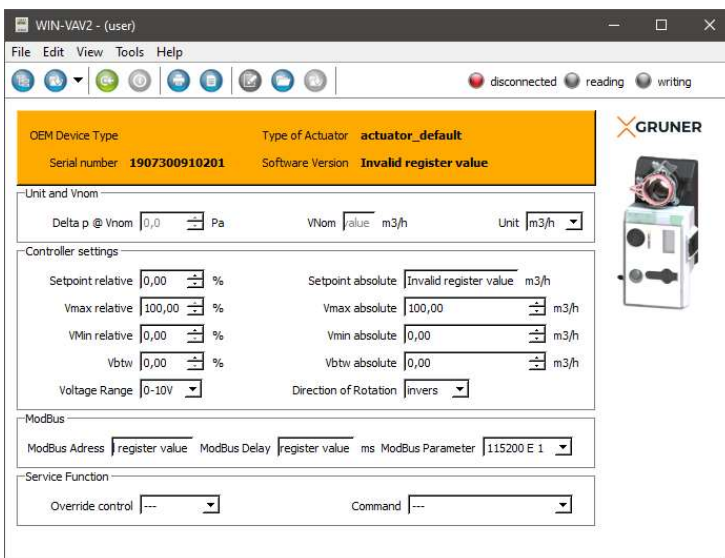 WIN-VAV2 - (user)
File Edit View Tools Help
disconnected reading writing
GRUNER
OEM Device Type Type of Actuator actuator_default
Serial number 1907300910201 Software Version Invalid register value
Unit and Vnom
Delta p @ Vnom 0,0 Pa VNom value m3/h Unit m3/h
Controller settings
Setpoint relative 0,00 % Setpoint absolute Invalid register value m3/h
Vmax relative 100,00 % Vmax absolute 100,00 m3/h
VMin relative 0,00 % Vmin absolute 0,00 m3/h
Vbtw 0,00 % Vbtw absolute 0,00 m3/h
Voltage Range 0-10V Direction of Rotation invers
ModBus
ModBus Adress register value ModBus Delay register value ms ModBus Parameter 115200 E 1
Service Function
Override control --- Command ---